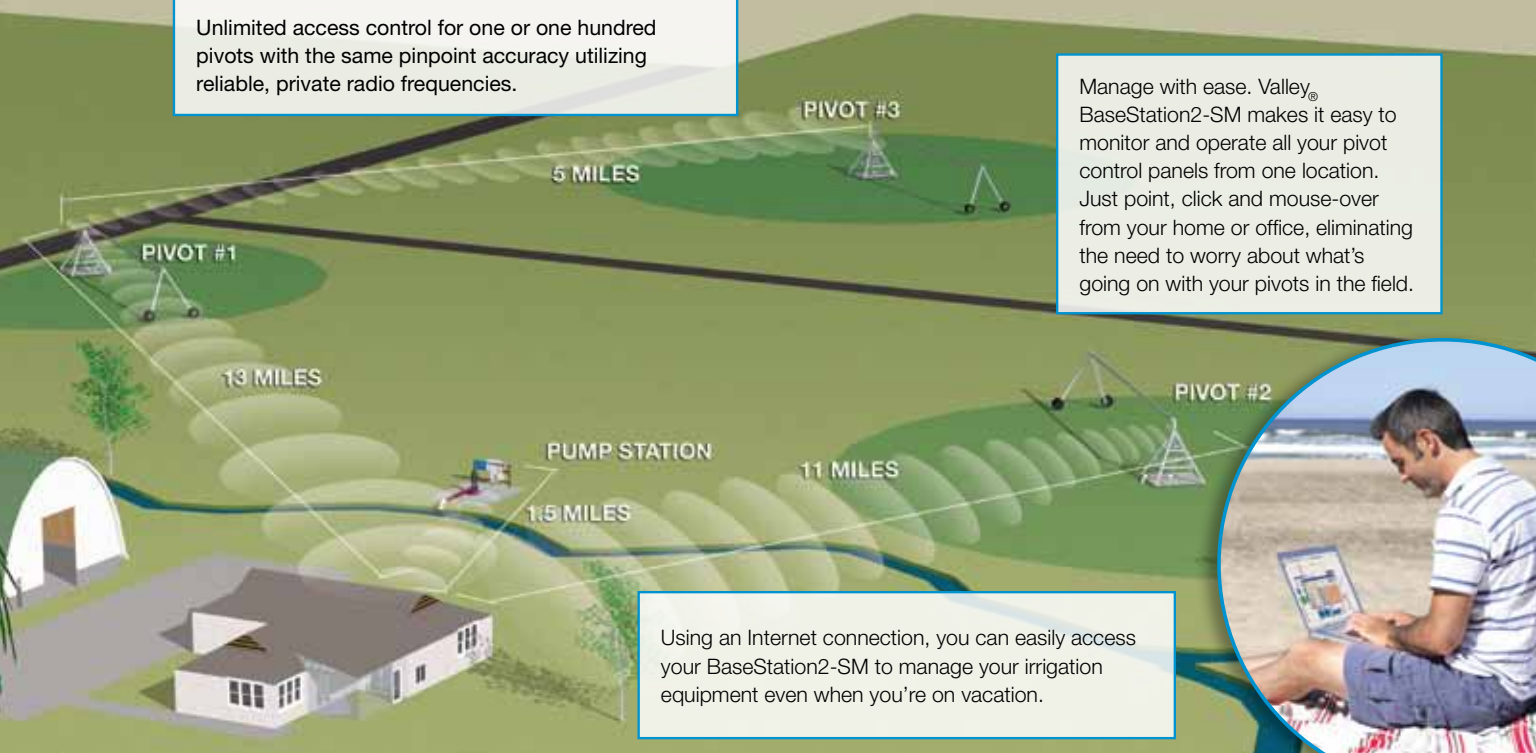 Unlimited access control for one or one hundred
pivots with the same pinpoint accuracy utilizing
reliable, private radio frequencies.
Manage with ease. Valley®
BaseStation2-SM makes it easy to
monitor and operate all your pivot
control panels from one location.
Just point, click and mouse-over
from your home or office, eliminating
the need to worry about what's
going on with your pivots in the field.
PIVOT #3
5 MILES
PIVOT #1
13 MILES
PIVOT #2
PUMP STATION
11 MILES
1.5 MILES
Using an Internet connection, you can easily access
your BaseStation2-SM to manage your irrigation
equipment even when you're on vacation.